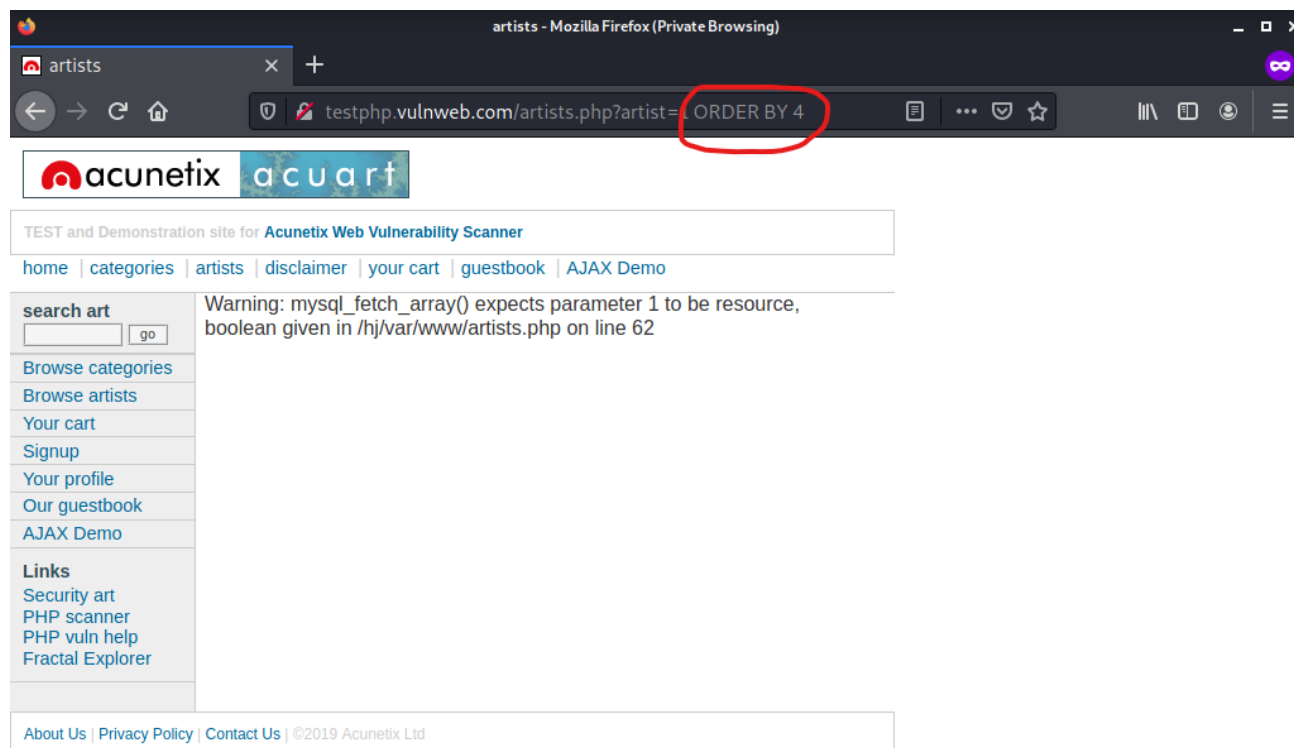 artists - Mozilla Firefox (Private Browsing)
artists
testphp.vulnweb.com/artists.php?artist=1 ORDER BY 4
acunetix acuart
TEST and Demonstration site for Acunetix Web Vulnerability Scanner
home | categories | artists | disclaimer | your cart | guestbook | AJAX Demo
search art
go
Browse categories
Browse artists
Your cart
Signup
Your profile
Our guestbook
AJAX Demo
Links
Security art
PHP scanner
PHP vuln help
Fractal Explorer
Warning: mysql_fetch_array() expects parameter 1 to be resource,
boolean given in /hj/var/www/artists.php on line 62
About Us | Privacy Policy | Contact Us | ©2019 Acunetix Ltd